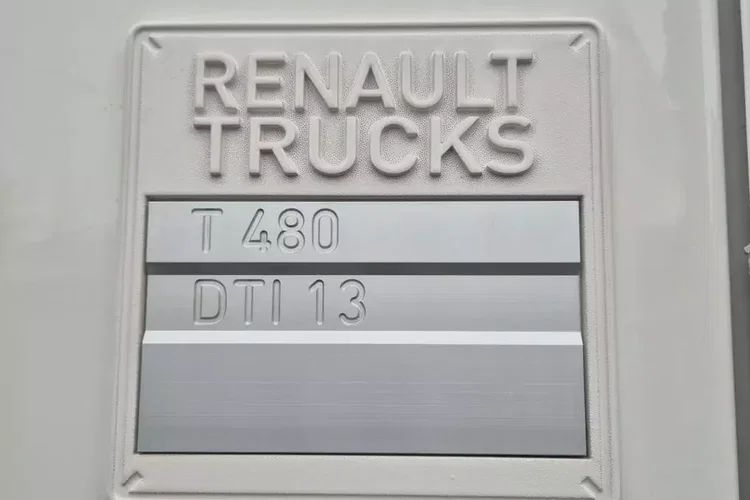 RENAULT
TRUCKS
T 480
DTI 13